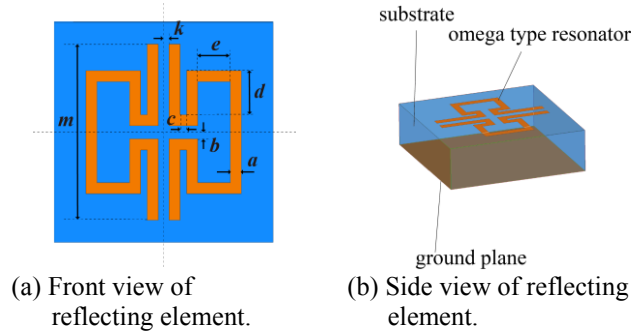 k
e
d
c
m
b
a
substrate
omega type resonator
ground plane
(a) Front view of
reflecting element.
(b) Side view of reflecting
element.